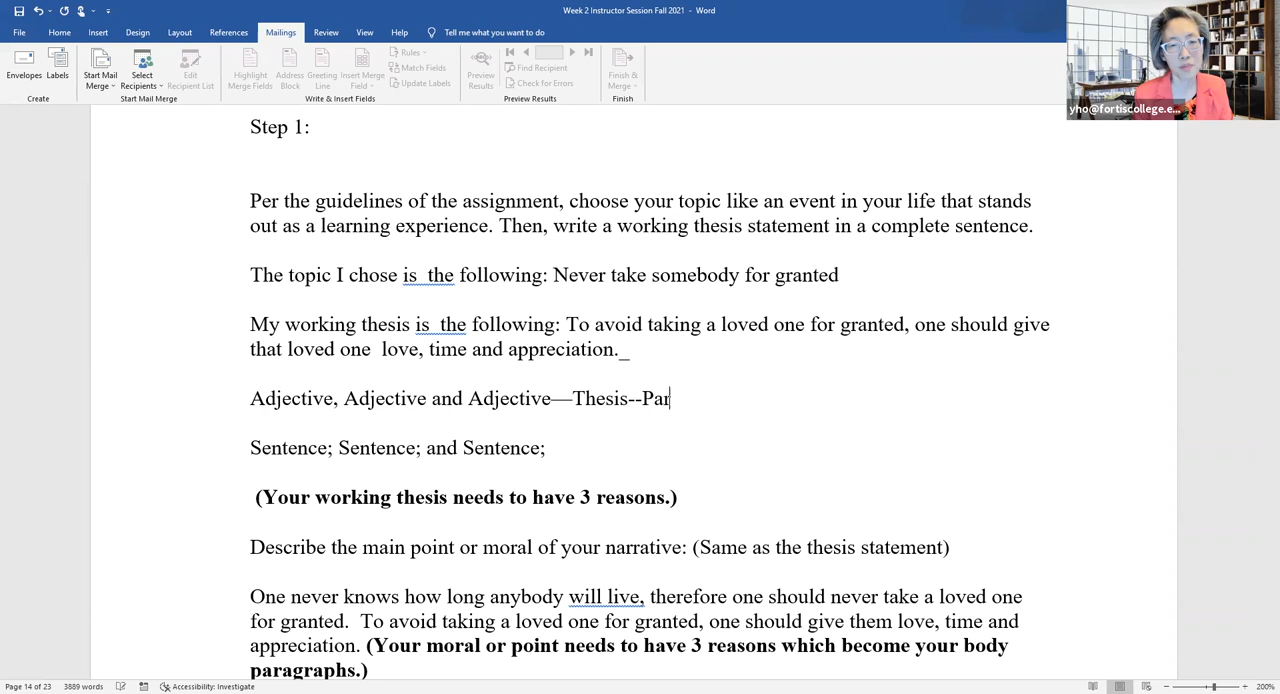 Week 2 Instructor Session Fall 2021 - Word
File Home Insert Design Layout References Mailings Review View Help Tell me what you want to do
Envelopes Labels
Create
Start Mail Merge
Select Recipients
Edit Recipient List
Start Mail Merge
Highlight Merge Fields
Address Block
Greeting Line
Insert Merge Field
Rules
Match Fields
Update Labels
Write & Insert Fields
Preview Results
Find Recipient
Check for Errors
Preview Results
Finish & Merge
Finish
yho@fortiscollege.e...
Step 1:
Per the guidelines of the assignment, choose your topic like an event in your life that stands
out as a learning experience. Then, write a working thesis statement in a complete sentence.
The topic I chose is  the following: Never take somebody for granted
My working thesis is  the following: To avoid taking a loved one for granted, one should give
that loved one  love, time and appreciation._
Adjective, Adjective and Adjective—Thesis--Par
Sentence; Sentence; and Sentence;
(Your working thesis needs to have 3 reasons.)
Describe the main point or moral of your narrative: (Same as the thesis statement)
One never knows how long anybody will live, therefore one should never take a loved one
for granted.  To avoid taking a loved one for granted, one should give them love, time and
appreciation. (Your moral or point needs to have 3 reasons which become your body
paragraphs.)
Page 14 of 23 3889 words Accessibility: Investigate 200%